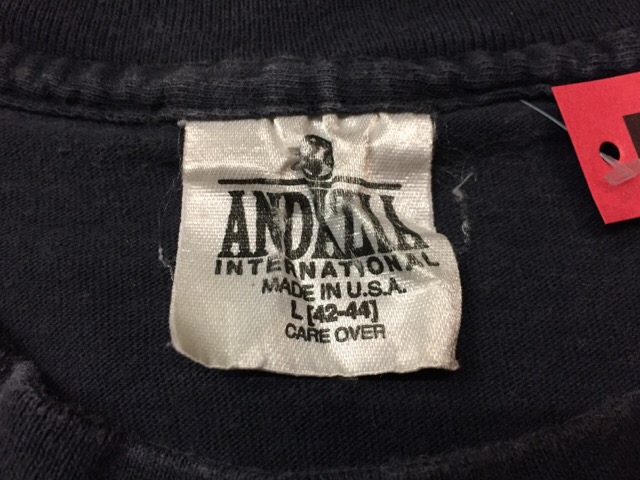 ANDAZIA
INTERNATIONAL
MADE IN U.S.A.
L [42-44]
CARE OVER